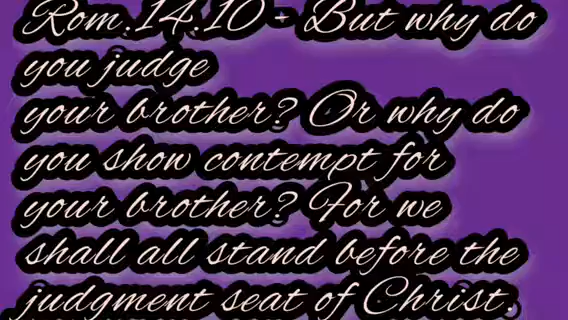 Rom.14.10 - But why do
you judge
your brother? Or why do
you show contempt for
your brother? For we
shall all stand before the
judgment seat of Christ.